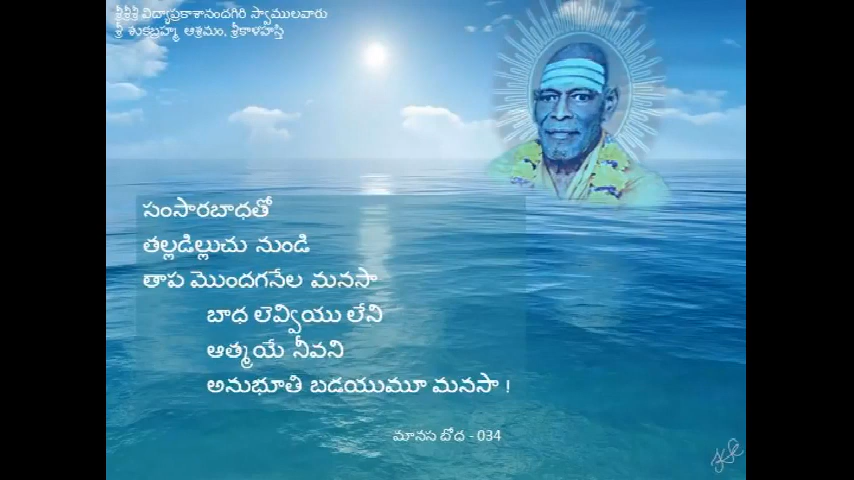 శ్రీశ్రీశ్రీ విద్యాప్రకాశానందగిరి స్వాములవారు
శ్రీ శుకబ్రహ్మ ఆశ్రమం, శ్రీకాళహస్తి
సంసారబాధతో
తల్లడిల్లుచు నుండి
తాప మొందగనేల మనసా
బాధ లెవ్వియు లేని
ఆత్మయే నీవని
అనుభూతి బడయుమూ మనసా !
మానస బోధ - 034